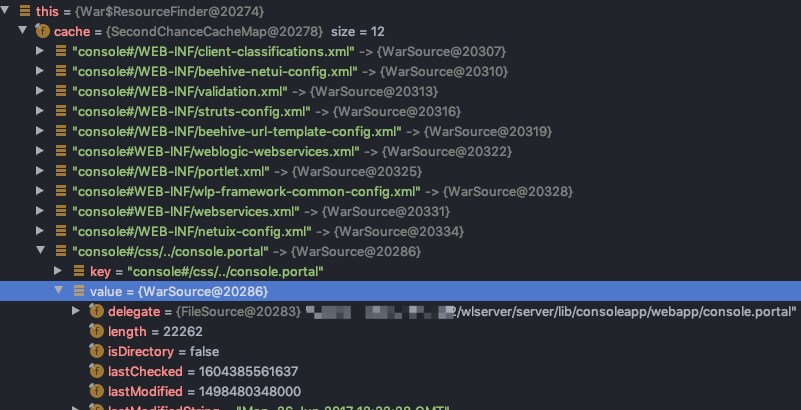 this = {War$ResourceFinder@20274}
cache = {SecondChanceCacheMap@20278} size = 12
"console#/WEB-INF/client-classifications.xml" -> {WarSource@20307}
"console#/WEB-INF/beehive-netui-config.xml" -> {WarSource@20310}
"console#/WEB-INF/validation.xml" -> {WarSource@20313}
"console#/WEB-INF/struts-config.xml" -> {WarSource@20316}
"console#/WEB-INF/beehive-url-template-config.xml" -> {WarSource@20319}
"console#WEB-INF/weblogic-webservices.xml" -> {WarSource@20322}
"console#/WEB-INF/portlet.xml" -> {WarSource@20325}
"console#WEB-INF/wlp-framework-common-config.xml" -> {WarSource@20328}
"console#WEB-INF/webservices.xml" -> {WarSource@20331}
"console#/WEB-INF/netuix-config.xml" -> {WarSource@20334}
"console#/css/../console.portal" -> {WarSource@20286}
key = "console#/css/../console.portal"
value = {WarSource@20286}
delegate = {FileSource@20283} /wlserver/server/lib/consoleapp/webapp/console.portal"
length = 22262
isDirectory = false
lastChecked = 1604385561637
lastModified = 1498480348000